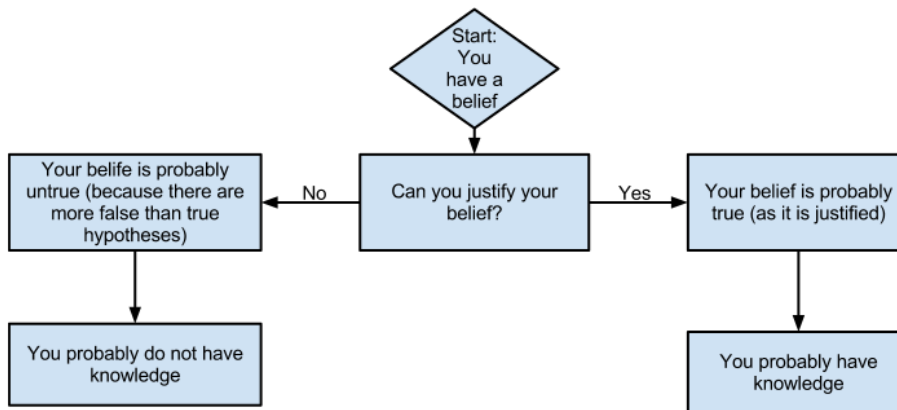 Start:
You
have a
belief
Your belife is probably
untrue (because there are
more false than true
hypotheses)
No
Can you justify your
belief?
Yes
Your belief is probably
true (as it is justified)
You probably do not have
knowledge
You probably have
knowledge